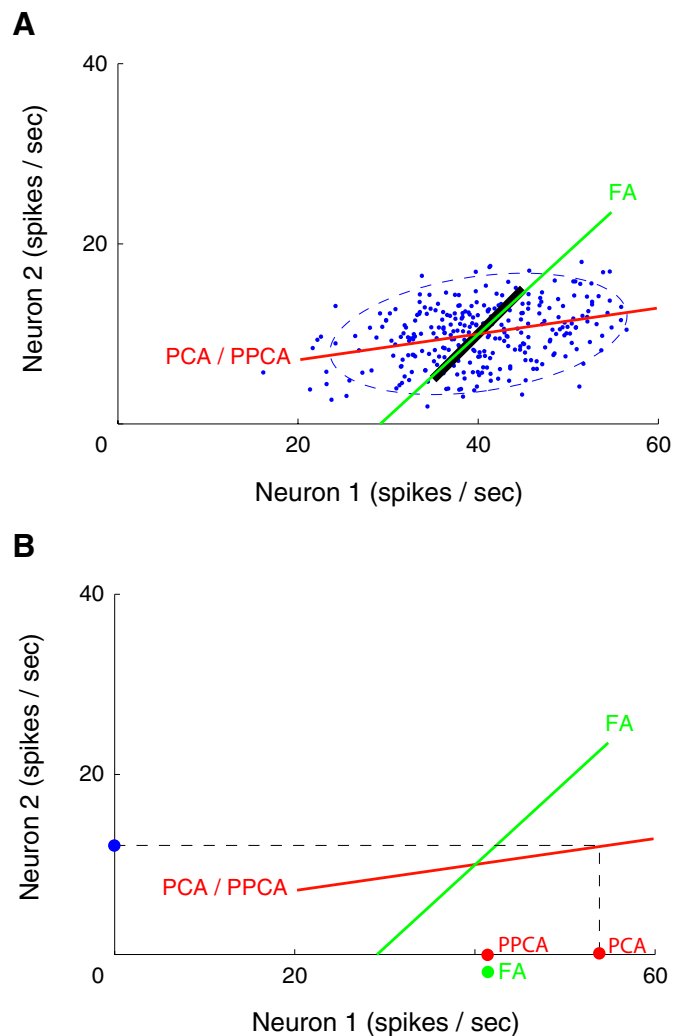 A
40
Neuron 2 (spikes / sec)
FA
20
PCA / PPCA
0
20
40
60
Neuron 1 (spikes / sec)
B
40
Neuron 2 (spikes / sec)
FA
20
PCA / PPCA
PPCA
PCA
FA
0
20
60
Neuron 1 (spikes / sec)